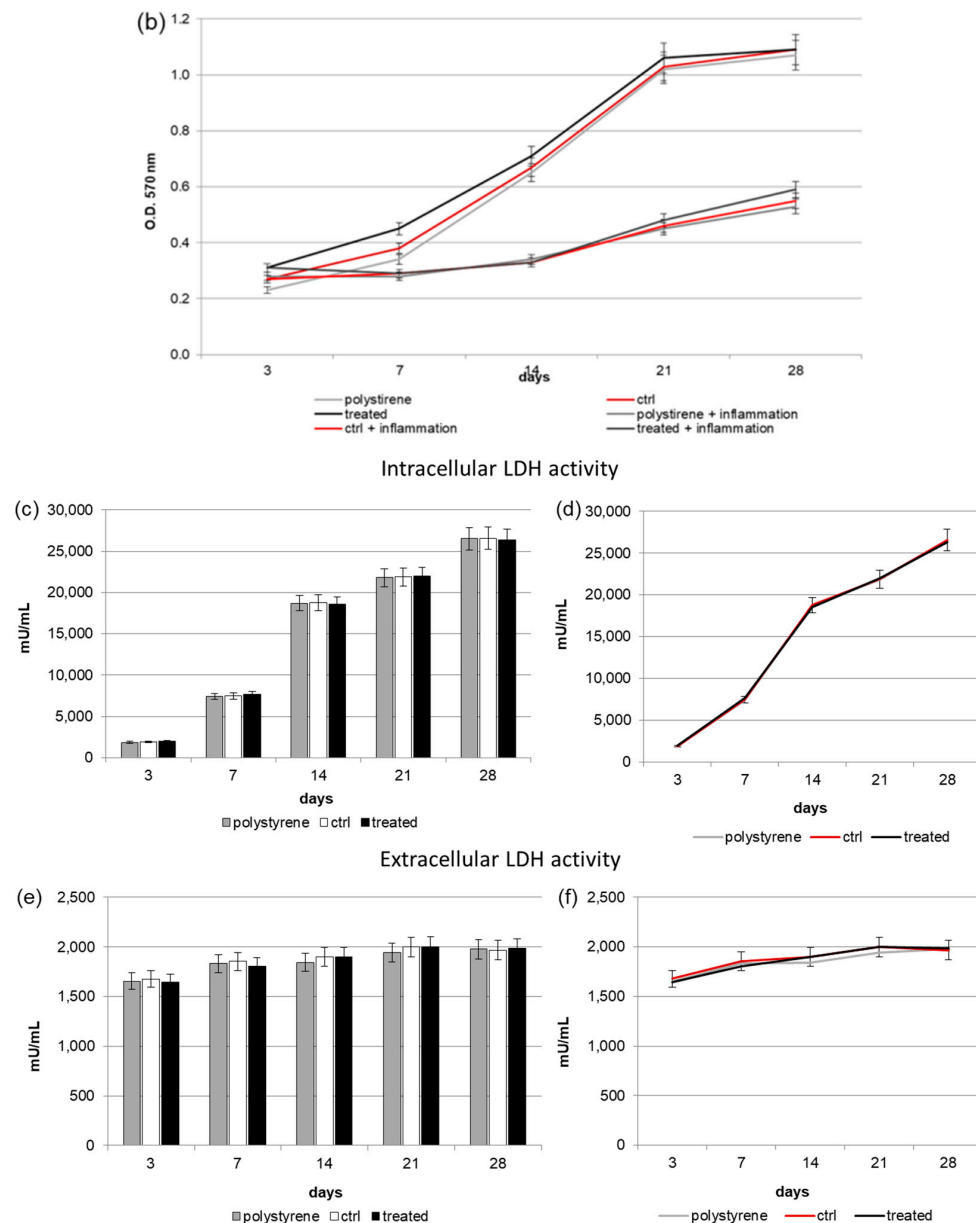 (b)
1.2
1.0
0.8
0.6
0.4
0.2
0.0
O.D. 570 nm
3 7 14 21 28
days
polystirene ctrl
treated polystirene + inflammation
ctrl + inflammation treated + inflammation
Intracellular LDH activity
(c)
30,000
25,000
20,000
15,000
10,000
5,000
0
mU/mL
3 7 14 21 28
days
polystyrene ctrl treated
(d)
30,000
25,000
20,000
15,000
10,000
5,000
0
mU/mL
3 7 14 21 28
days
polystyrene ctrl treated
Extracellular LDH activity
(e)
2,500
2,000
1,500
1,000
500
0
mU/mL
3 7 14 21 28
days
polystyrene ctrl treated
(f)
2,500
2,000
1,500
1,000
500
0
mU/mL
3 7 14 21 28
days
polystyrene ctrl treated